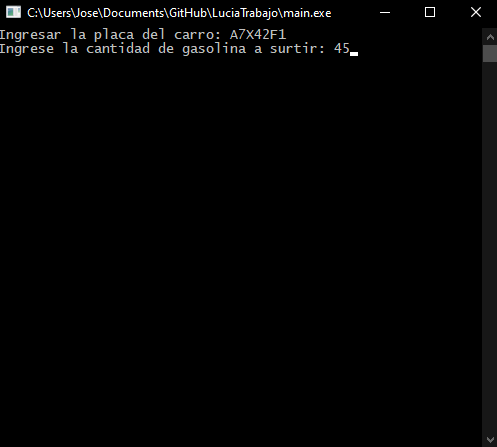 C:\Users\Jose\Documents\GitHub\LuciaTrabajo\main.exe
Ingresar la placa del carro: A7X42F1
Ingrese la cantidad de gasolina a surtir: 45